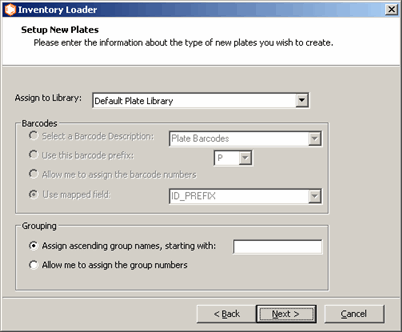 Inventory Loader
Setup New Plates
Please enter the information about the type of new plates you wish to create.
Assign to Library: Default Plate Library
Barcodes
Select a Barcode Description: Plate Barcodes
Use this barcode prefix: P
Allow me to assign the barcode numbers
Use mapped field: ID_PREFIX
Grouping
Assign ascending group names, starting with:
Allow me to assign the group numbers
< Back Next > Cancel